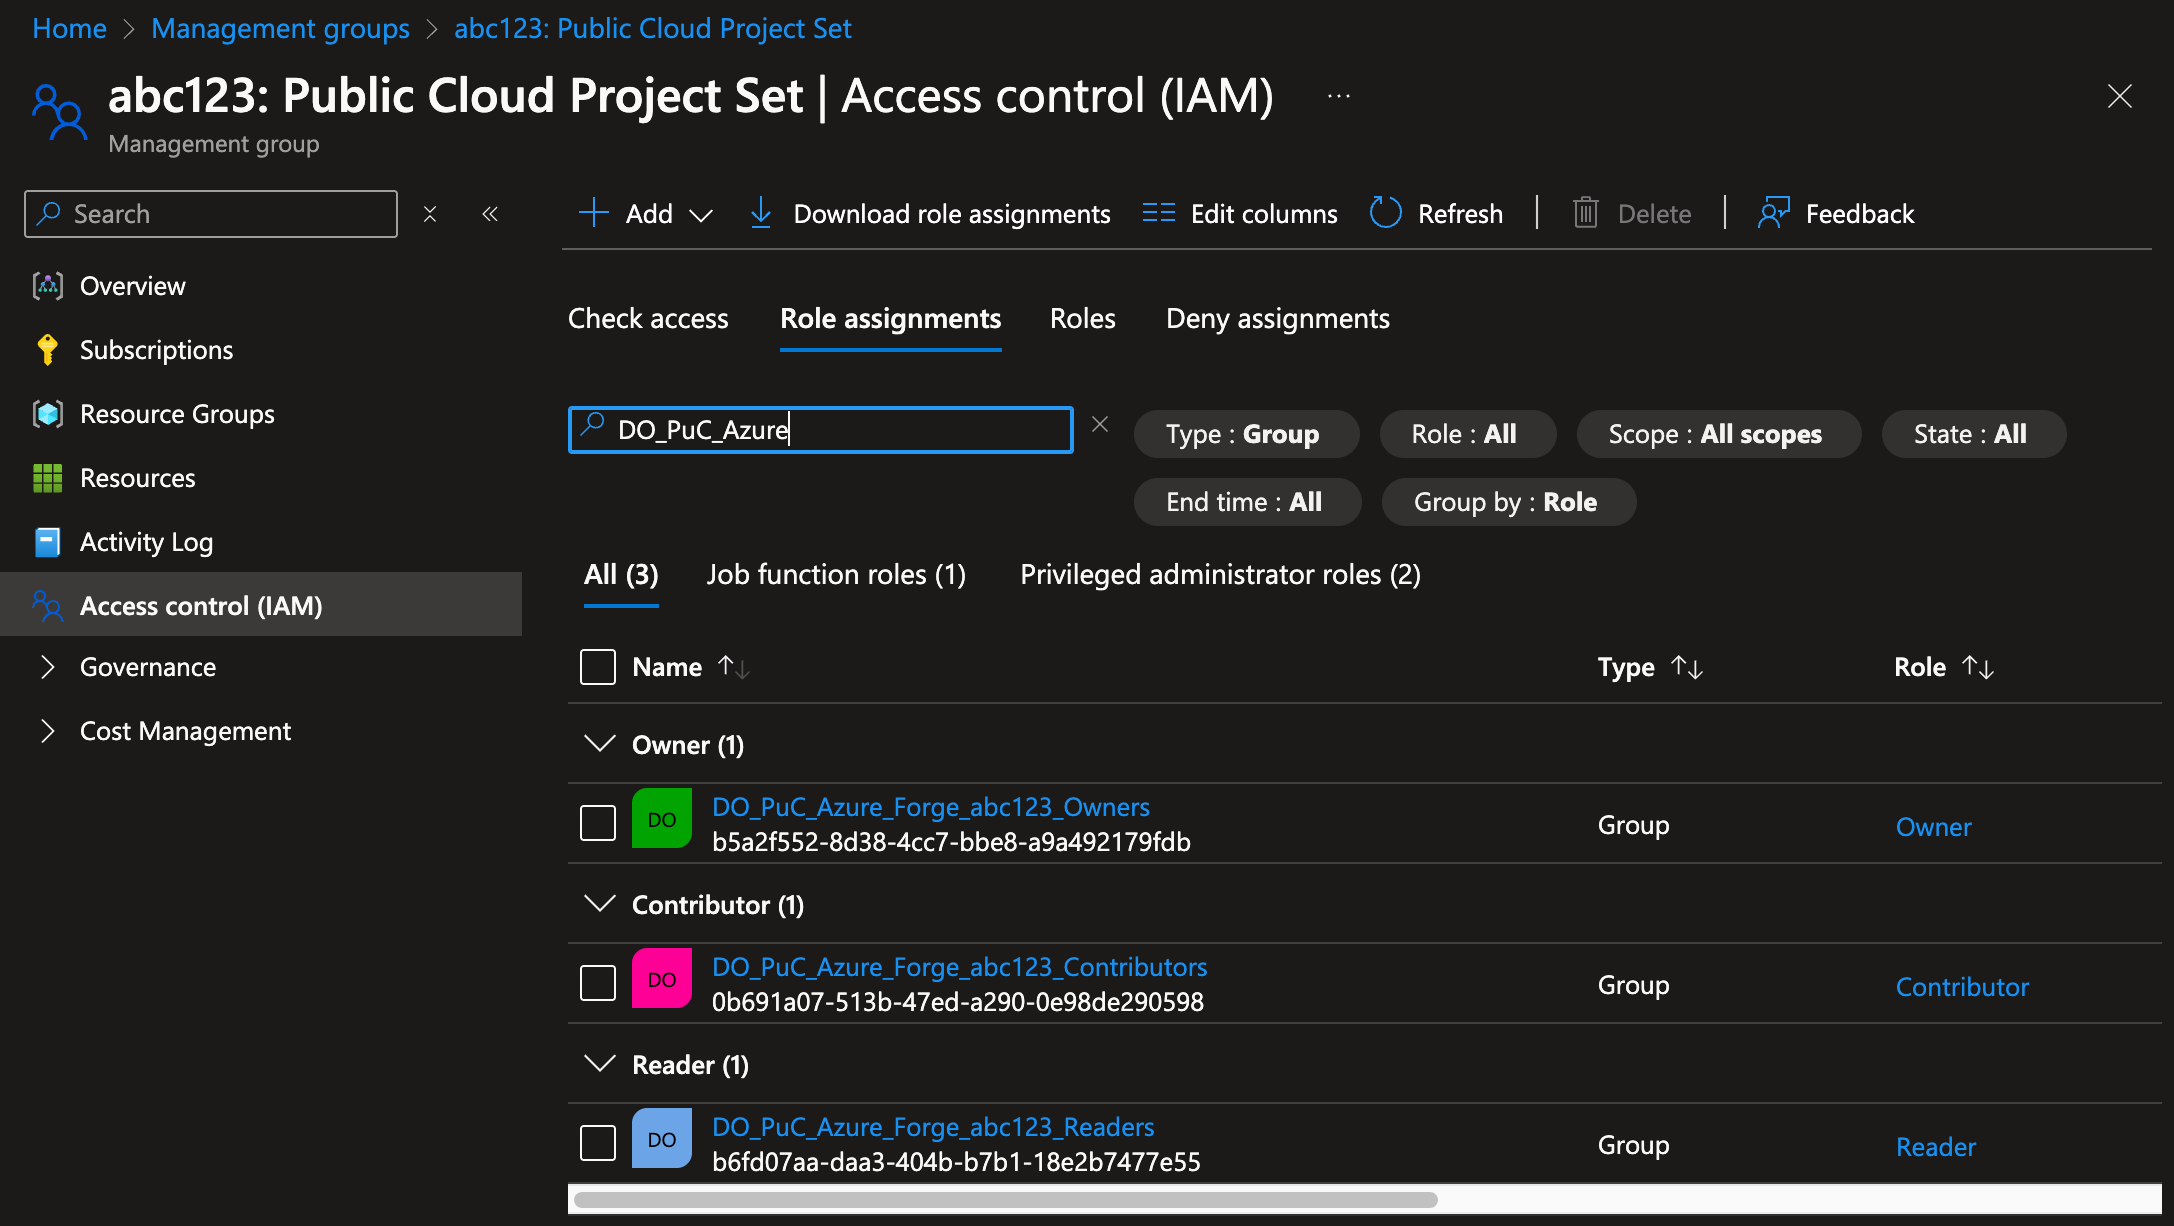 Home > Management groups > abc123: Public Cloud Project Set
abc123: Public Cloud Project Set | Access control (IAM) ...
Management group
Search
Add
Download role assignments
Edit columns
Refresh
Delete
Feedback
Overview
Subscriptions
Resource Groups
Resources
Activity Log
Access control (IAM)
Governance
Cost Management
Check access
Role assignments
Roles
Deny assignments
DO_PuC_Azure
Type : Group
Role : All
Scope : All scopes
State : All
End time : All
Group by : Role
All (3)
Job function roles (1)
Privileged administrator roles (2)
Name
Type
Role
Owner (1)
DO
DO_PuC_Azure_Forge_abc123_Owners
b5a2f552-8d38-4cc7-bbe8-a9a492179fdb
Group
Owner
Contributor (1)
DO
DO_PuC_Azure_Forge_abc123_Contributors
0b691a07-513b-47ed-a290-0e98de290598
Group
Contributor
Reader (1)
DO
DO_PuC_Azure_Forge_abc123_Readers
b6fd07aa-daa3-404b-b7b1-18e2b7477e55
Group
Reader